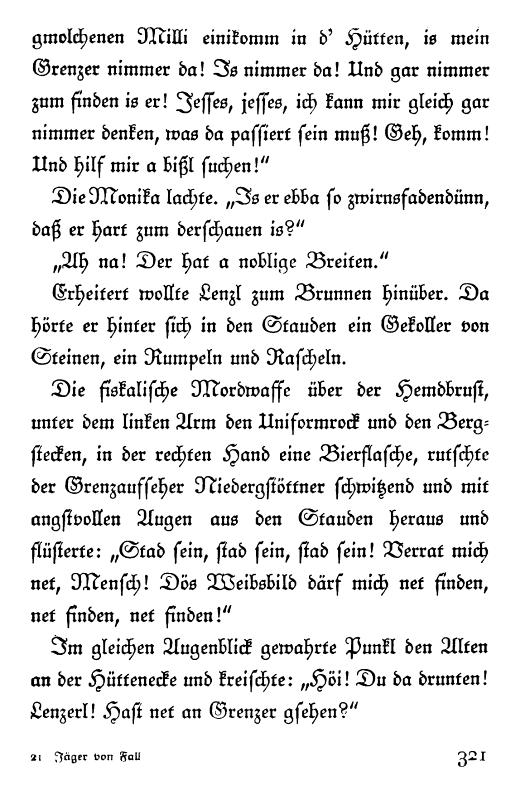 gmolchenen Milli einikomm in d' Hütten, is mein
Grenzer nimmer da! Is nimmer da! Und gar nimmer
zum finden is er! Jesses, jesses, ich kann mir gleich gar
nimmer denken, was da passiert sein muß! Geh, komm!
Und hilf mir a bißl suchen!“
Die Monika lachte. „Is er ebba so zwirnsfadendünn,
daß er hart zum derschauen is?“
„Ah na! Der hat a noblige Breiten.“
Erheitert wollte Lenzl zum Brunnen hinüber. Da
hörte er hinter sich in den Stauden ein Gekoller von
Steinen, ein Rumpeln und Rascheln.
Die fiskalische Mordwaffe über der Hemdbrust,
unter dem linken Arm den Uniformrock und den Berg-
stecken, in der rechten Hand eine Bierflasche, rutschte
der Grenzaufseher Niedergstöttner schwitzend und mit
angstvollen Augen aus den Stauden heraus und
flüsterte: „Stad sein, stad sein, stad sein! Verrat mich
net, Mensch! Dös Weibsbild därf mich net finden,
net finden, net finden!“
Im gleichen Augenblick gewahrte Punkl den Alten
an der Hüttenecke und kreischte: „Höi! Du da drunten!
Lenzerl! Hast net an Grenzer gsehen?“
21 Jäger von Fall
321